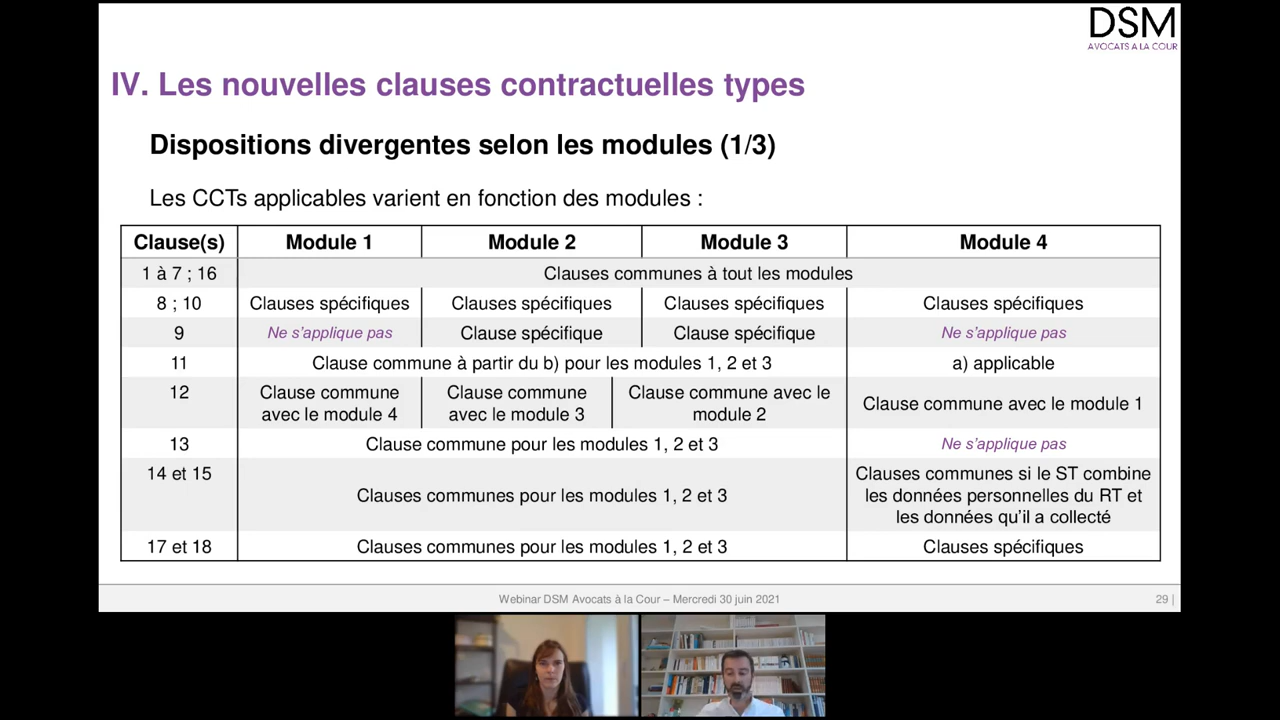 DSM
AVOCATS A LA COUR
IV. Les nouvelles clauses contractuelles types
Dispositions divergentes selon les modules (1/3)
Les CCTs applicables varient en fonction des modules :
Clause(s) Module 1 Module 2 Module 3 Module 4
1 à 7 ; 16 Clauses communes à tout les modules
8 ; 10 Clauses spécifiques Clauses spécifiques Clauses spécifiques Clauses spécifiques
9 Ne s'applique pas Clause spécifique Clause spécifique Ne s'applique pas
11 Clause commune à partir du b) pour les modules 1, 2 et 3 a) applicable
12 Clause commune avec le module 4 Clause commune avec le module 3 Clause commune avec le module 2 Clause commune avec le module 1
13 Clause commune pour les modules 1, 2 et 3 Ne s'applique pas
14 et 15 Clauses communes pour les modules 1, 2 et 3 Clauses communes si le ST combine
les données personnelles du RT et
les données qu'il a collecté
17 et 18 Clauses communes pour les modules 1, 2 et 3 Clauses spécifiques
Webinar DSM Avocats à la Cour – Mercredi 30 juin 2021 29 |